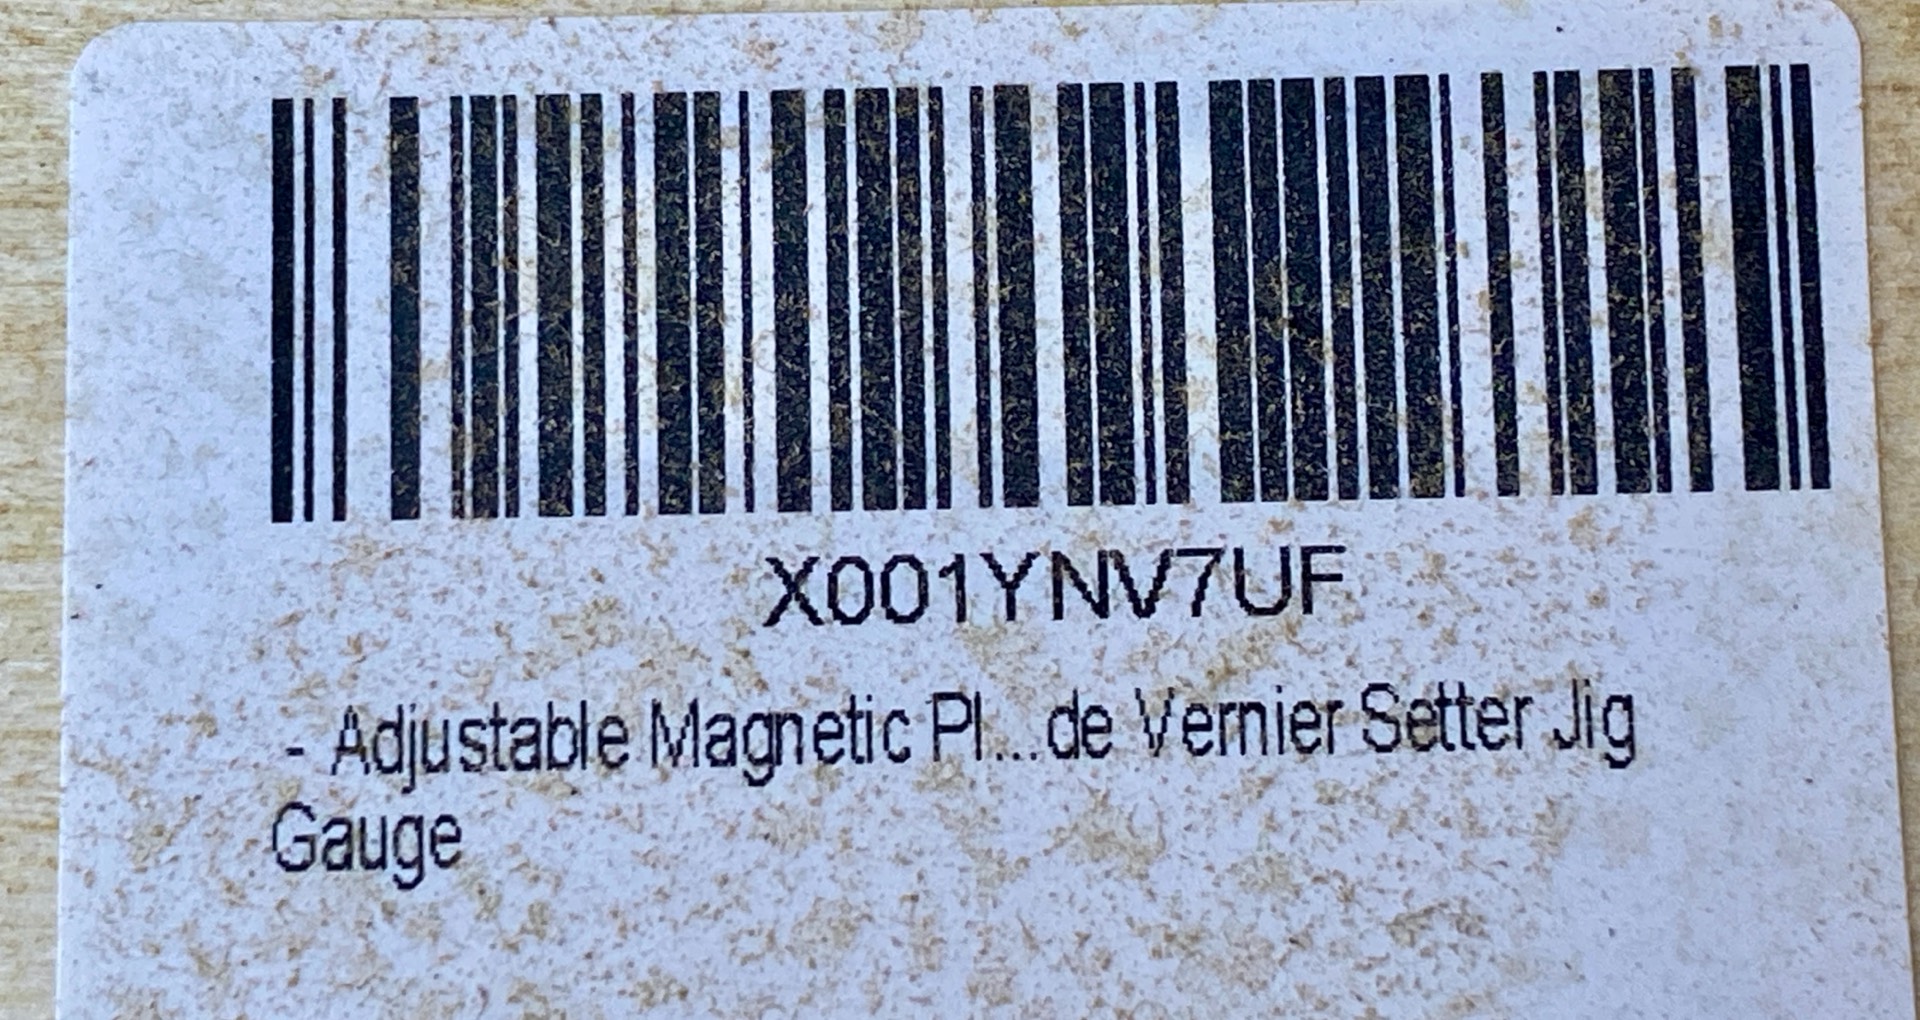 X001YNV7UF
- Adjustable Magnetic Pl...de Vernier Setter Jig
Gauge